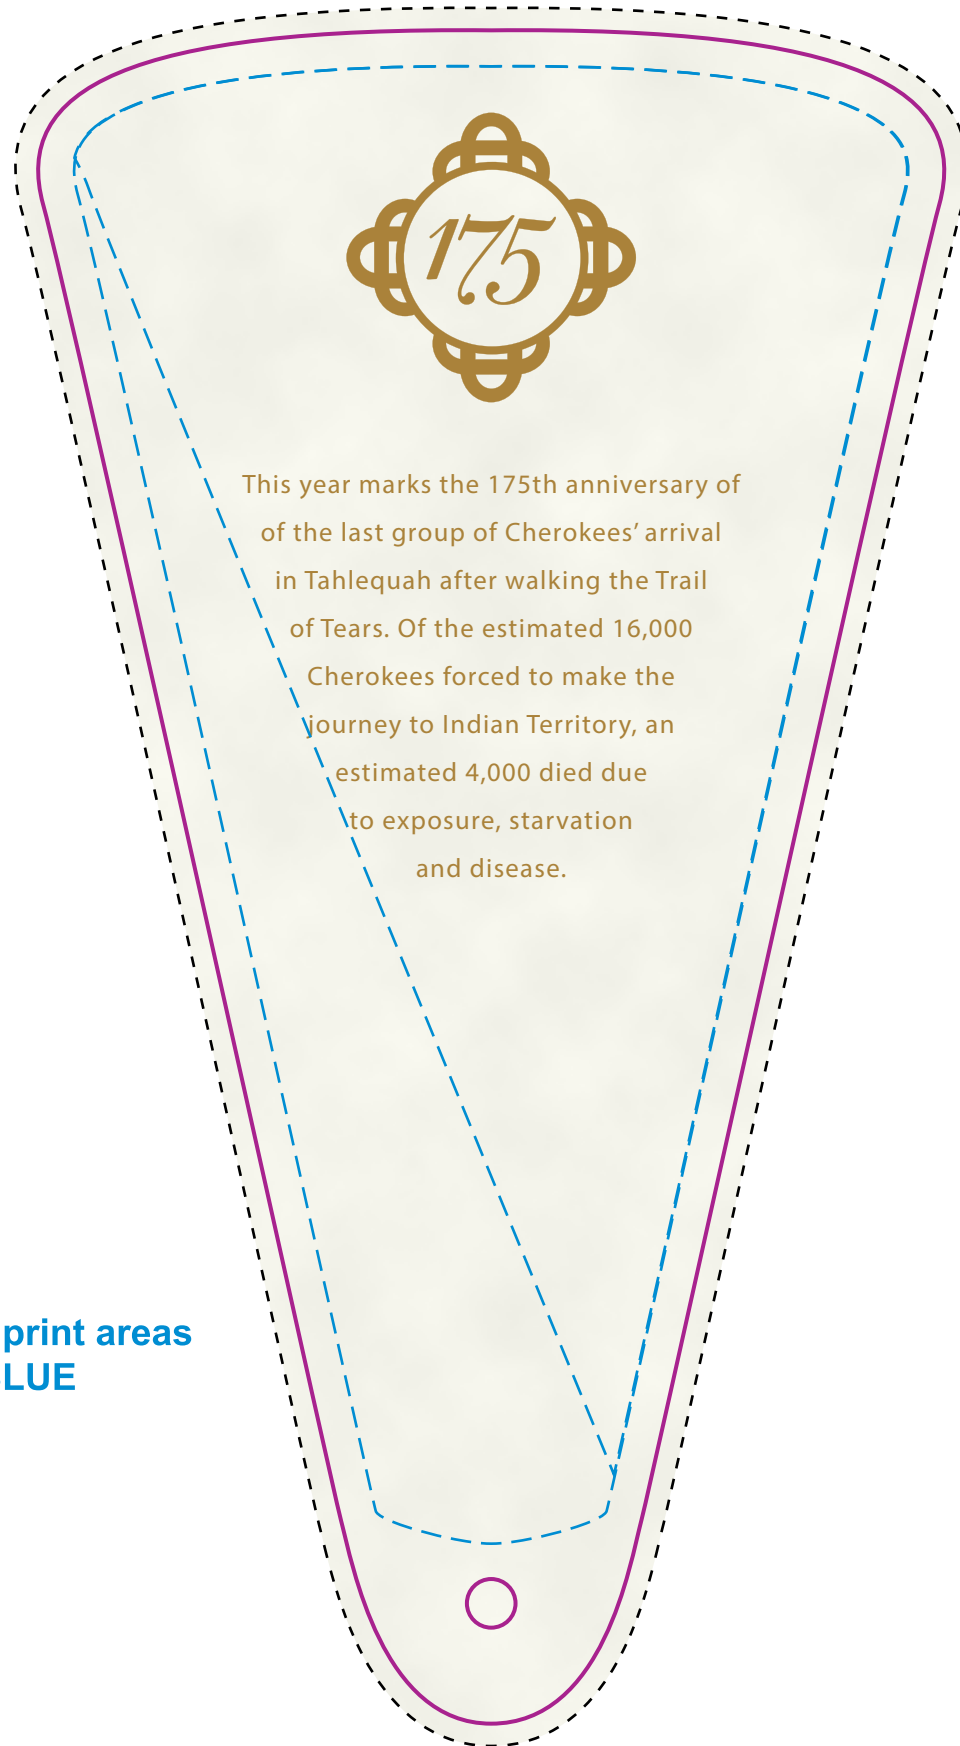 175
This year marks the 175th anniversary of
of the last group of Cherokees’ arrival
in Tahlequah after walking the Trail
of Tears. Of the estimated 16,000
Cherokees forced to make the
journey to Indian Territory, an
estimated 4,000 died due
to exposure, starvation
and disease.
print areas
LUE